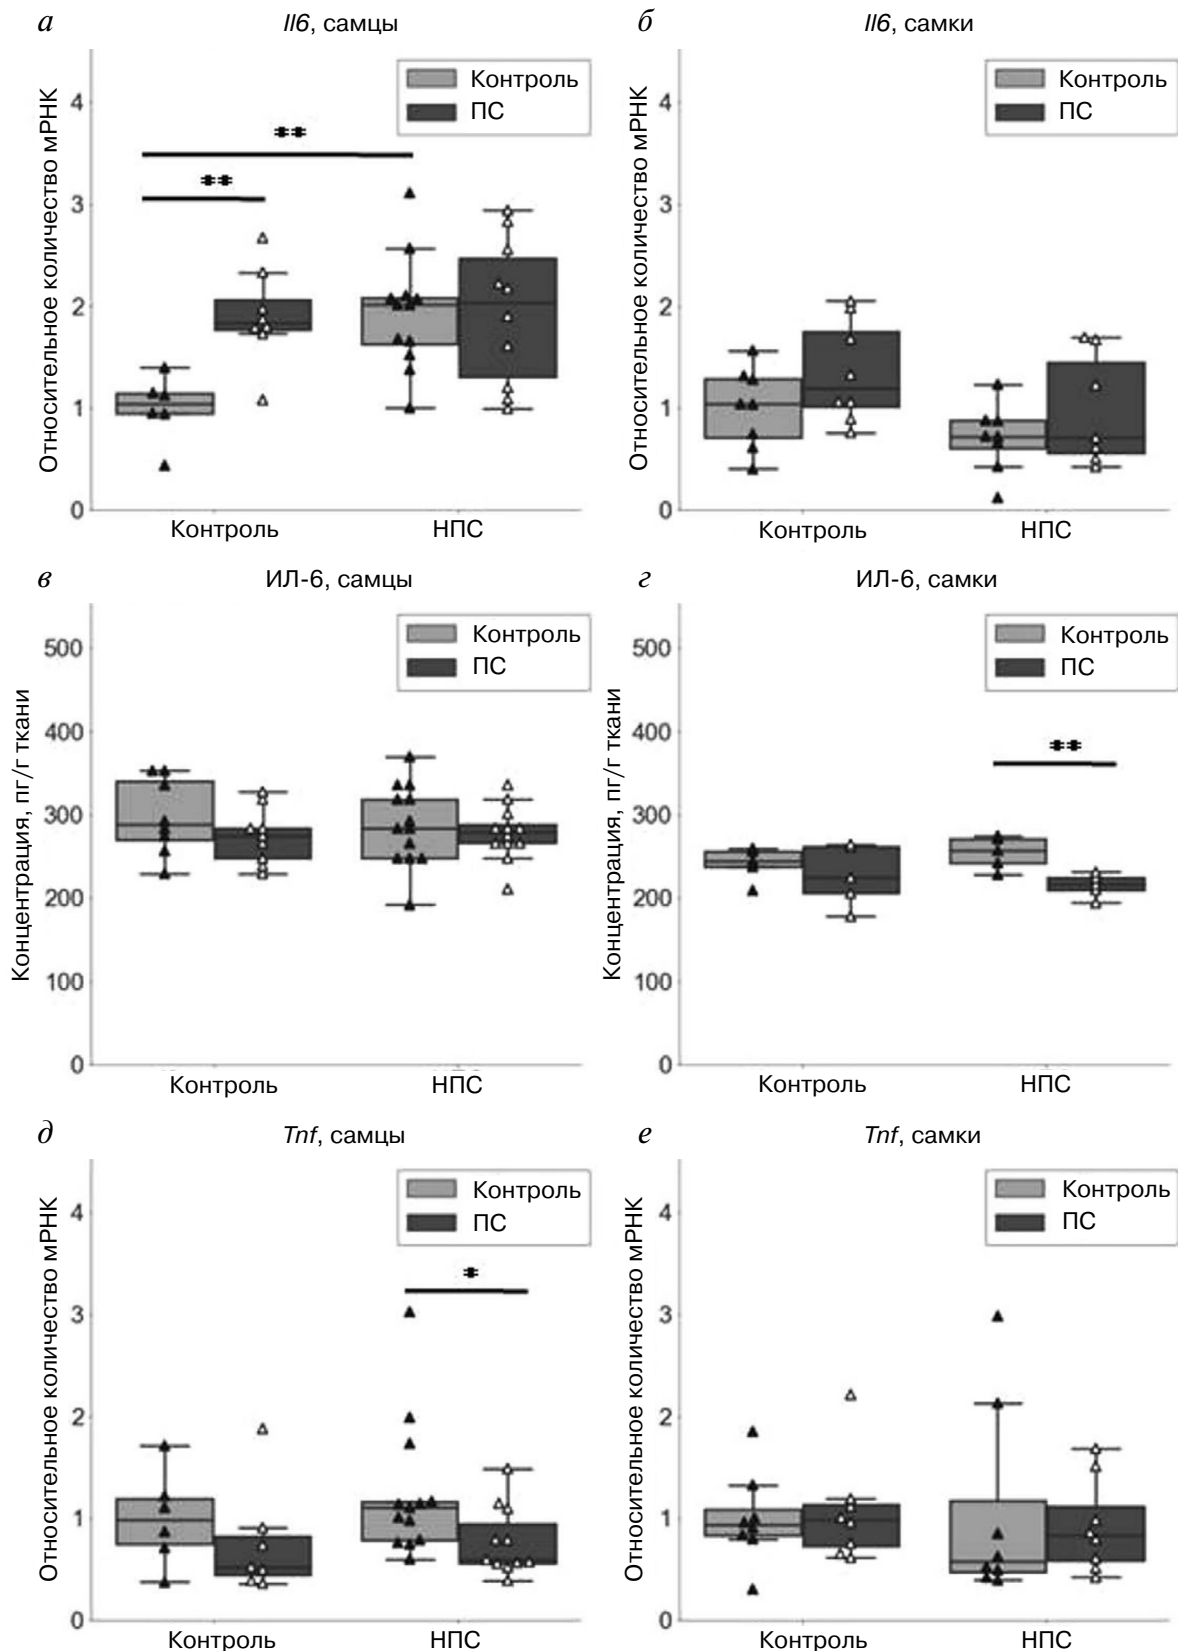 а Il6, самцы
Относительное количество мРНК
4
3
2
1
0
Контроль
ПС
**
**
Контроль НПС
б Il6, самки
Относительное количество мРНК
4
3
2
1
0
Контроль
ПС
Контроль НПС
в ИЛ-6, самцы
Концентрация, пг/г ткани
500
400
300
200
100
0
Контроль
ПС
Контроль НПС
г ИЛ-6, самки
Концентрация, пг/г ткани
500
400
300
200
100
0
Контроль
ПС
**
Контроль НПС
д Tnf, самцы
Относительное количество мРНК
4
3
2
1
0
Контроль
ПС
*
Контроль НПС
е Tnf, самки
Относительное количество мРНК
4
3
2
1
0
Контроль
ПС
Контроль НПС